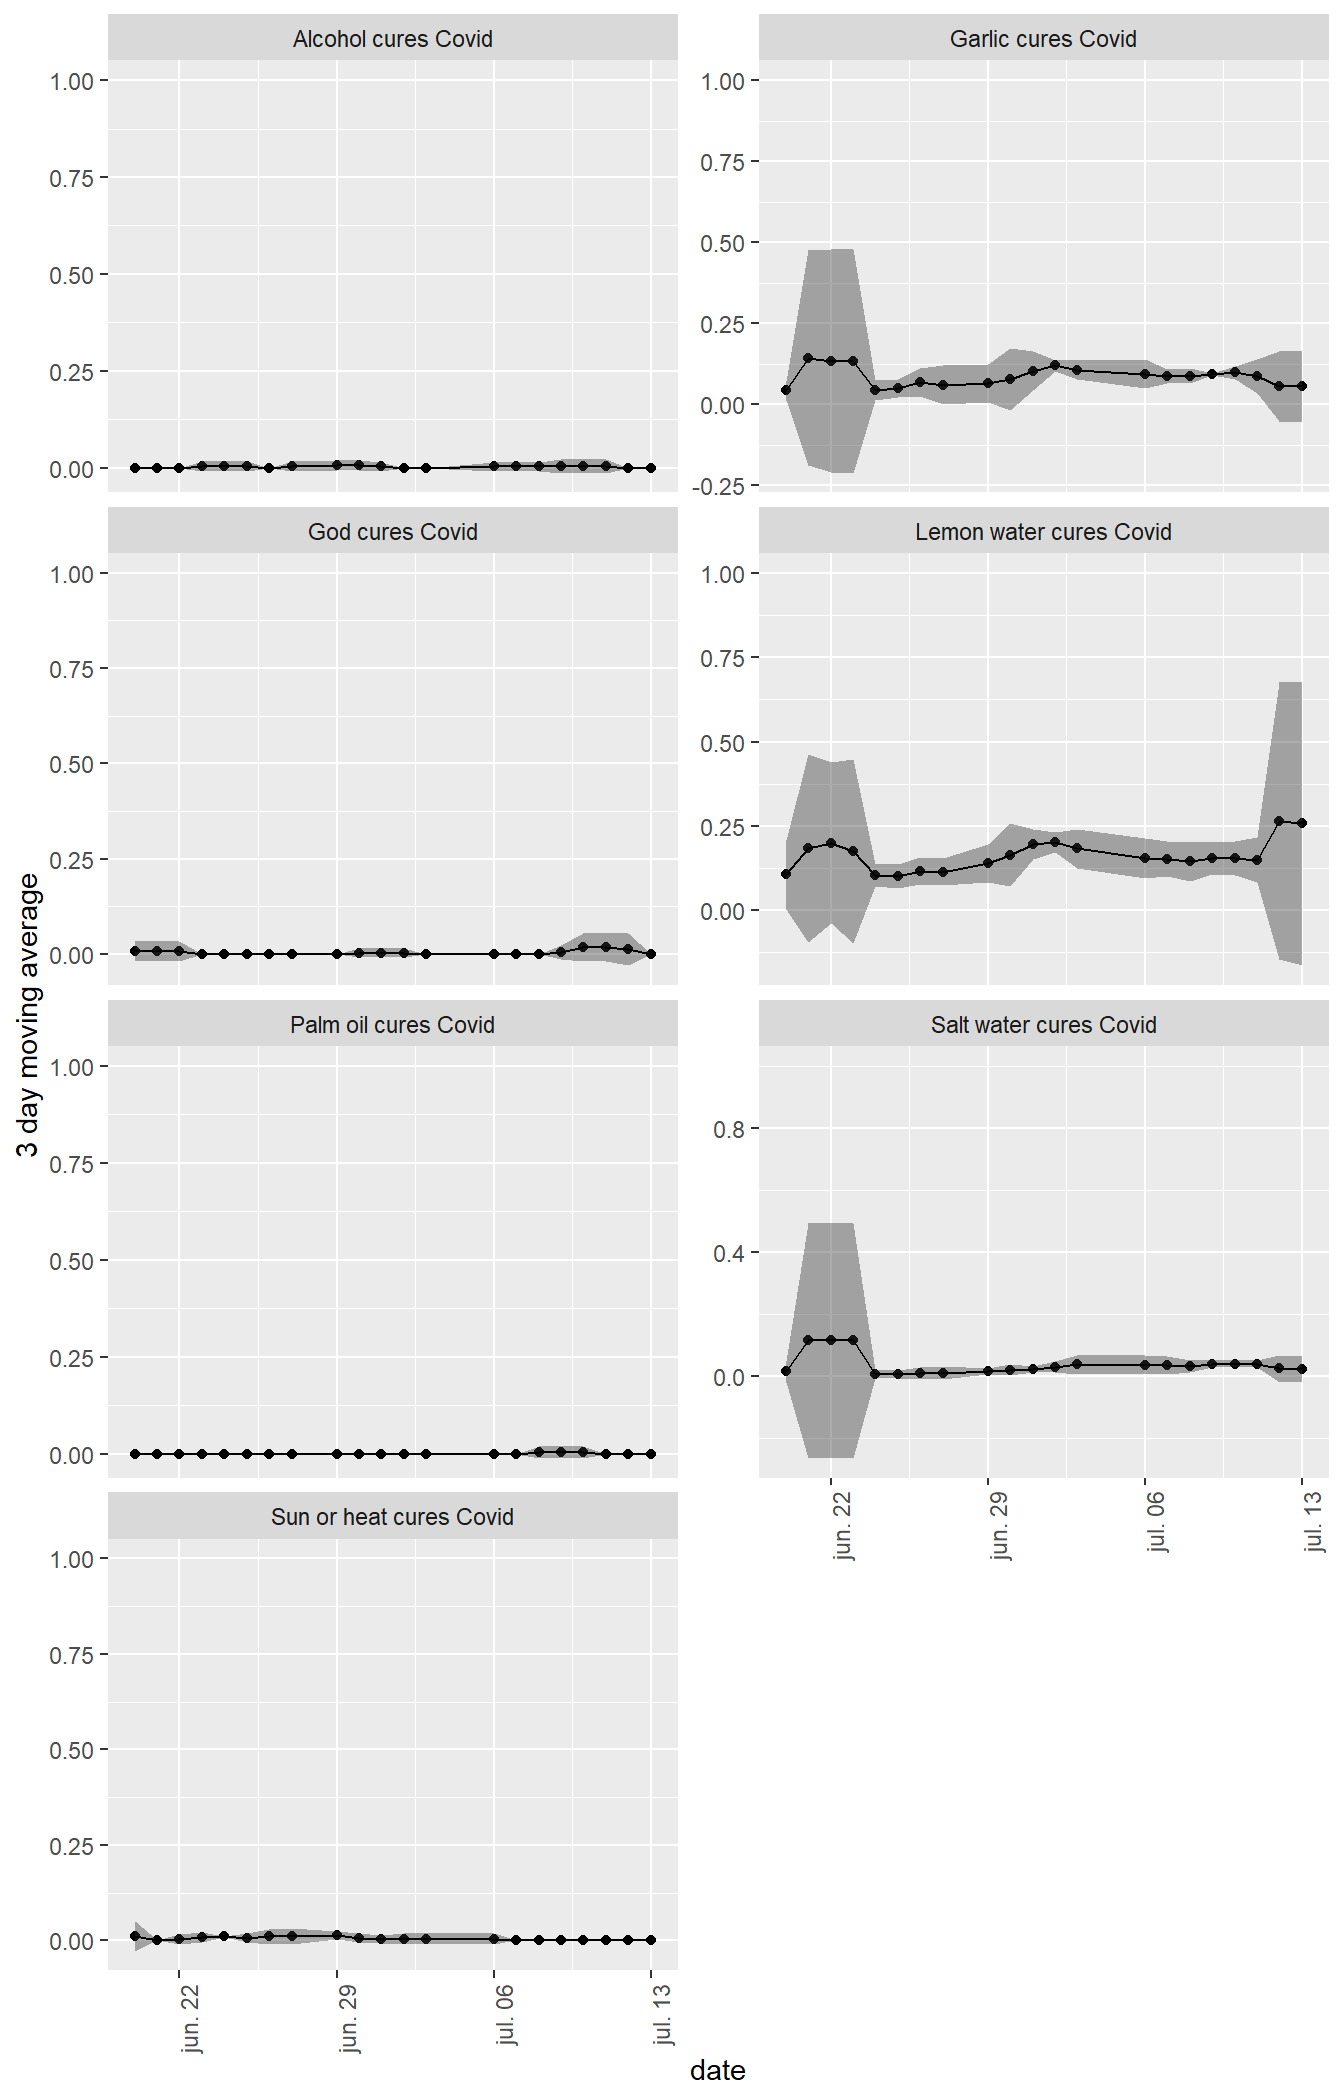 Alcohol cures Covid
Garlic cures Covid
1.00
0.75
0.50
0.25
0.00
1.00
0.75
0.50
0.25
0.00
-0.25
God cures Covid
Lemon water cures Covid
1.00
0.75
0.50
0.25
0.00
1.00
0.75
0.50
0.25
0.00
3 day moving average
Palm oil cures Covid
Salt water cures Covid
1.00
0.75
0.50
0.25
0.00
0.8
0.4
0.0
jun. 22
jun. 29
jul. 06
jul. 13
Sun or heat cures Covid
1.00
0.75
0.50
0.25
0.00
jun. 22
jun. 29
jul. 06
jul. 13
date